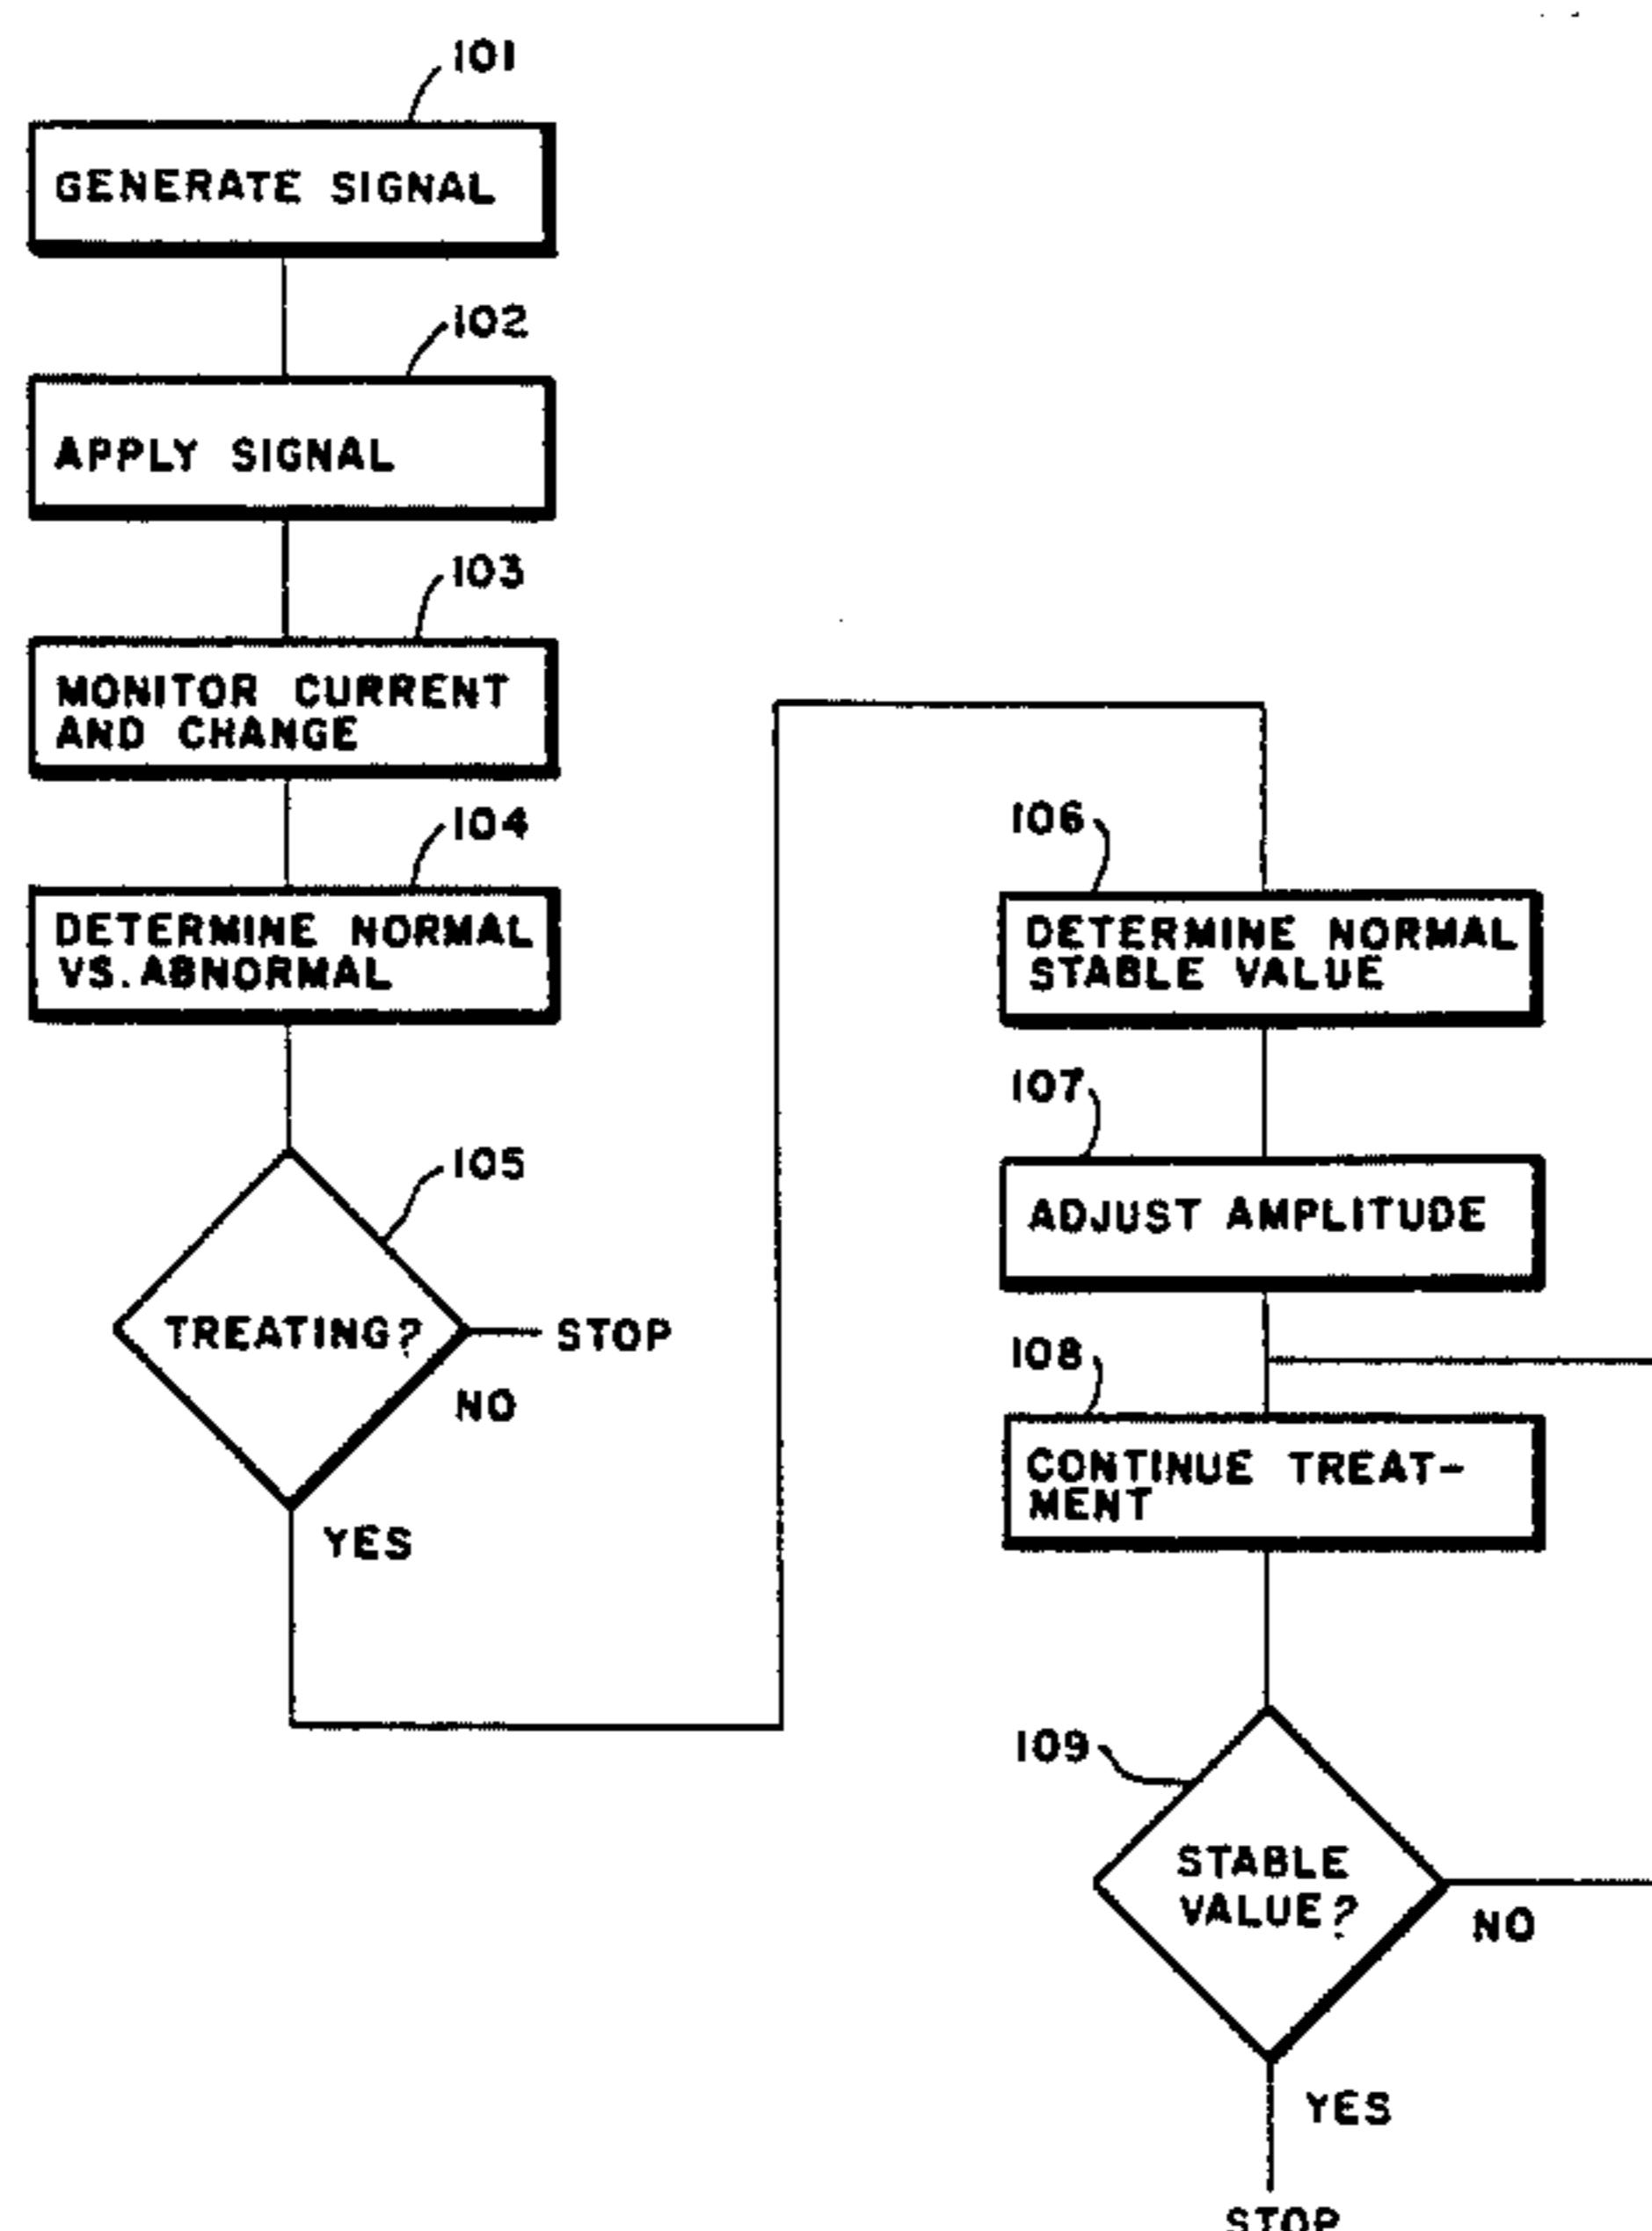 101
GENERATE SIGNAL
102
APPLY SIGNAL
103
MONITOR CURRENT
AND CHANGE
104
DETERMINE NORMAL
VS. ABNORMAL
105
TREATING?
STOP
NO
YES
106
DETERMINE NORMAL
STABLE VALUE
107
ADJUST AMPLITUDE
108
CONTINUE TREAT-
MENT
109
STABLE
VALUE?
NO
YES
STOP